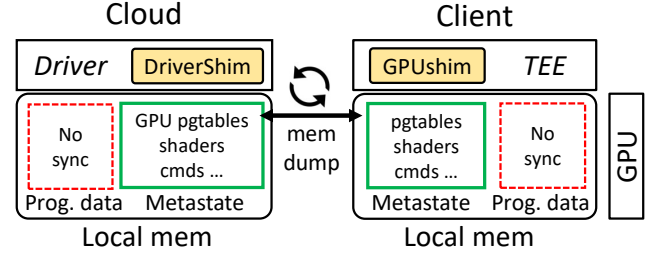 Cloud
Client
Driver DriverShim
GPUshim TEE
No
sync
Prog. data
GPU pgtables
shaders
cmds ...
Metastate
Local mem
mem
dump
pgtables
shaders
cmds ...
Metastate
No
sync
Prog. data
Local mem
GPU